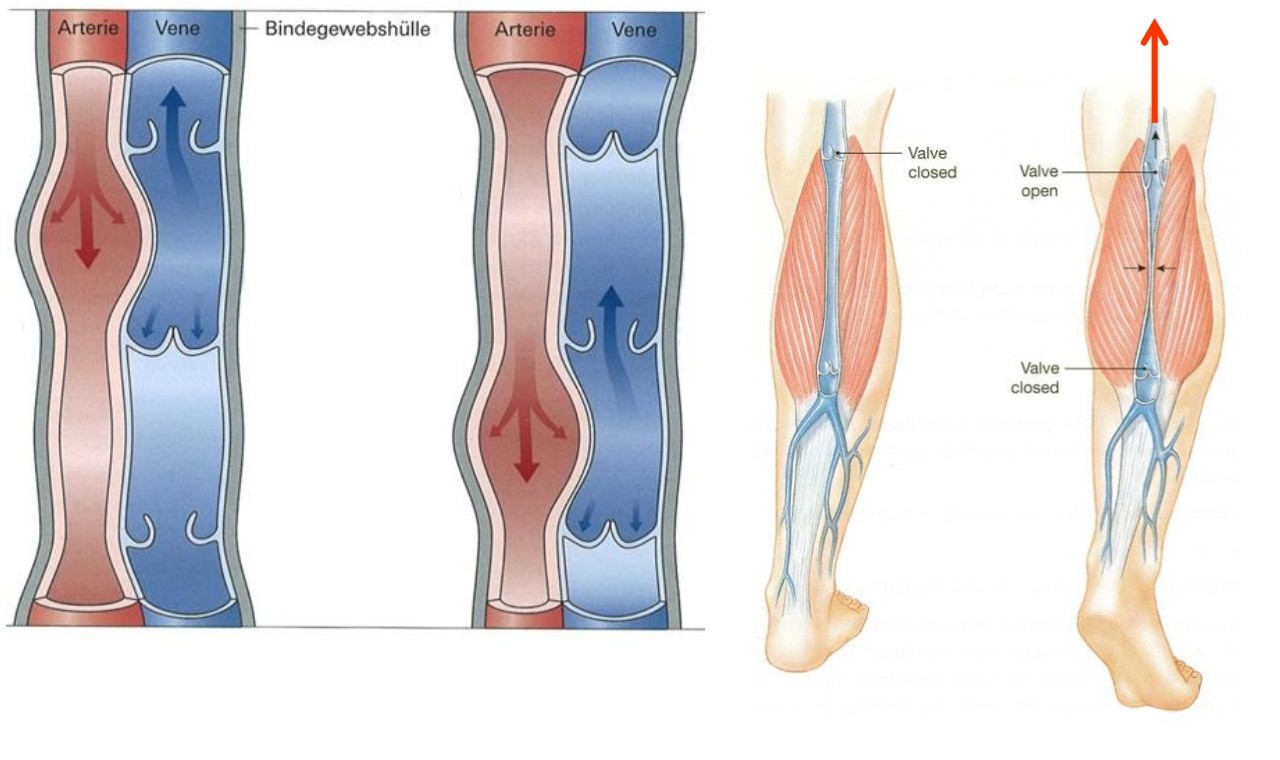 Arterie
Vene
Bindegewebshülle
Arterie
Vene
Valve
closed
Valve
open
Valve
closed